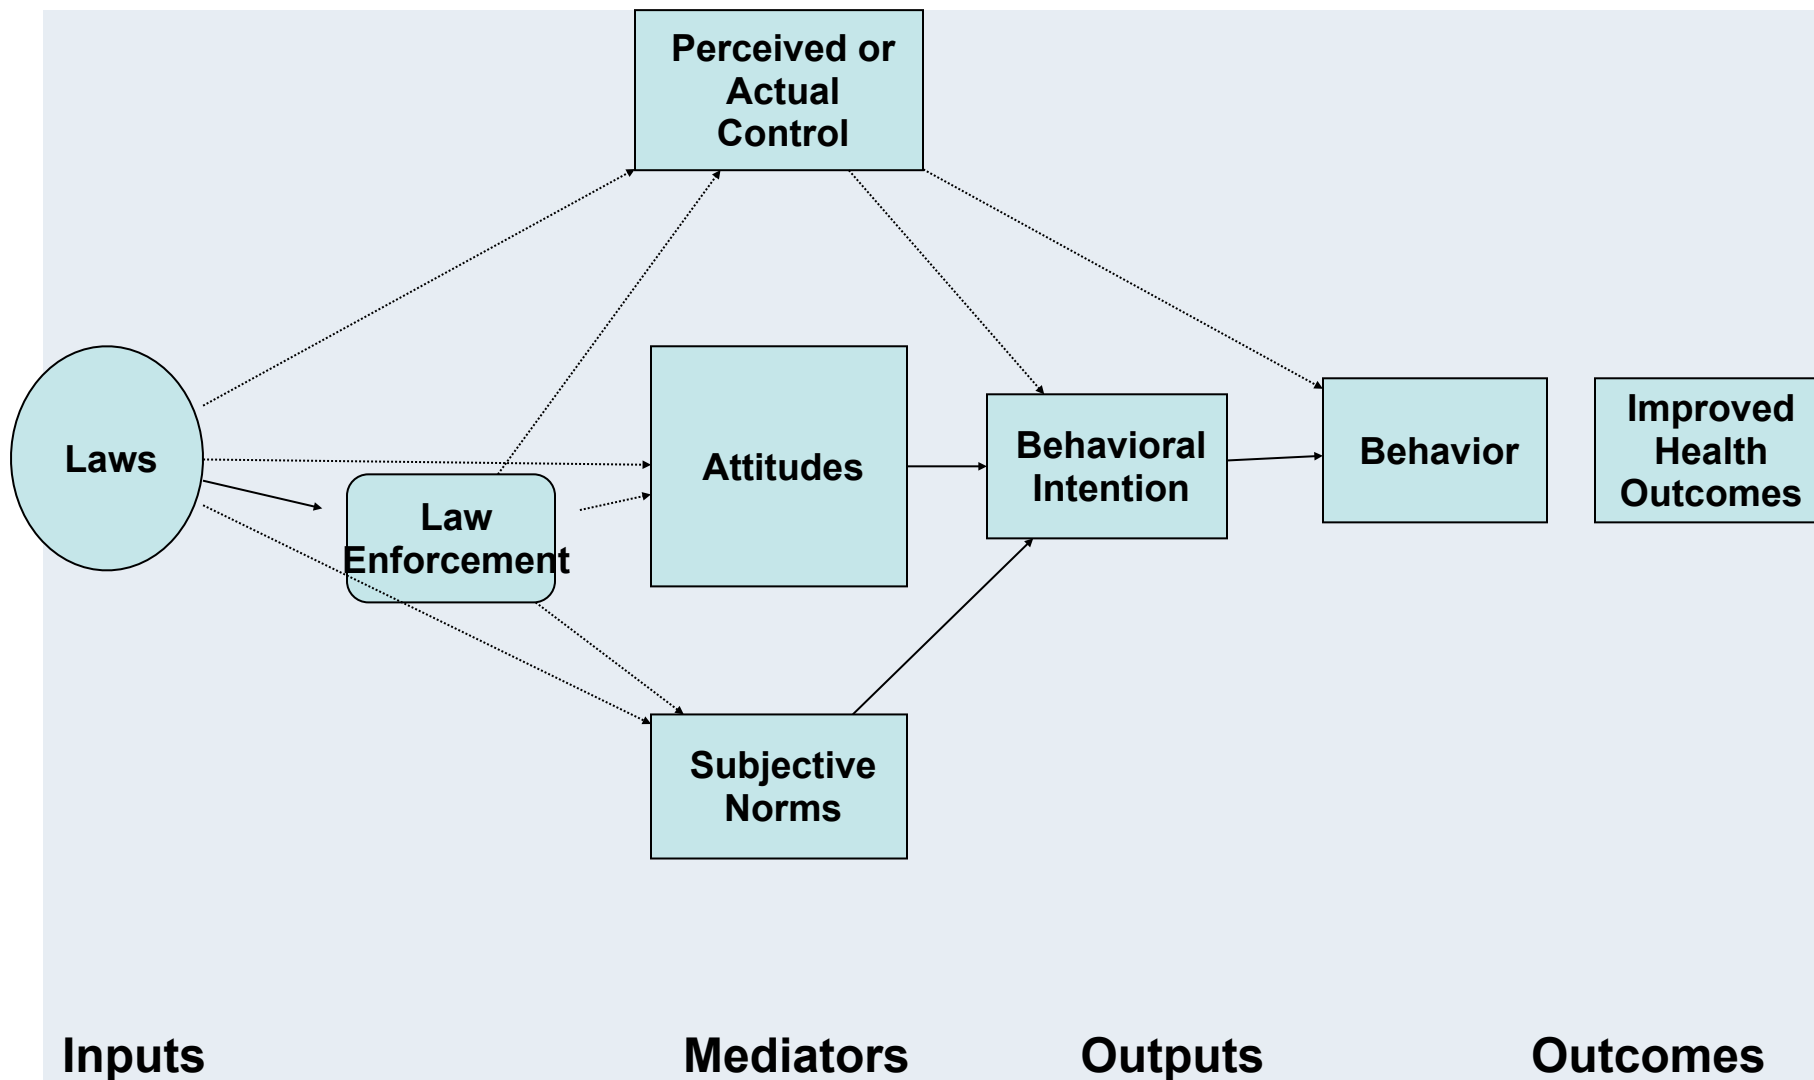 Perceived or
Actual
Control
Laws
Law
Enforcement
Attitudes
Behavioral
Intention
Behavior
Improved
Health
Outcomes
Subjective
Norms
Inputs
Mediators
Outputs
Outcomes